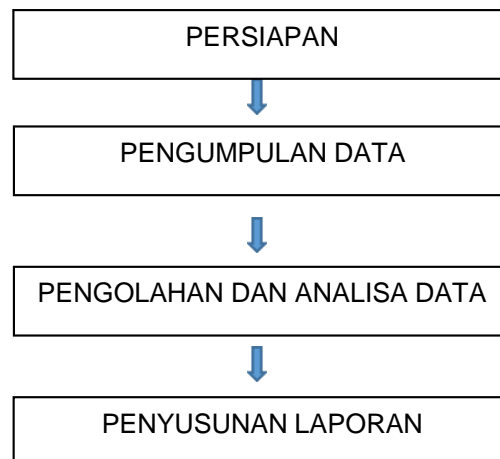 PERSIAPAN
PENGUMPULAN DATA
PENGOLAHAN DAN ANALISA DATA
PENYUSUNAN LAPORAN